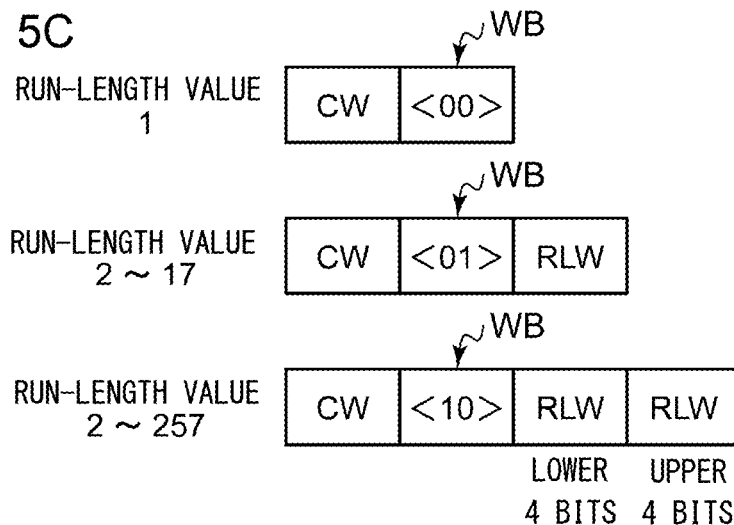 5C
WB
RUN-LENGTH VALUE
1
CW <00>
WB
RUN-LENGTH VALUE
2 ~ 17
CW <01> RLW
WB
RUN-LENGTH VALUE
2 ~ 257
CW <10> RLW RLW
LOWER UPPER
4 BITS 4 BITS